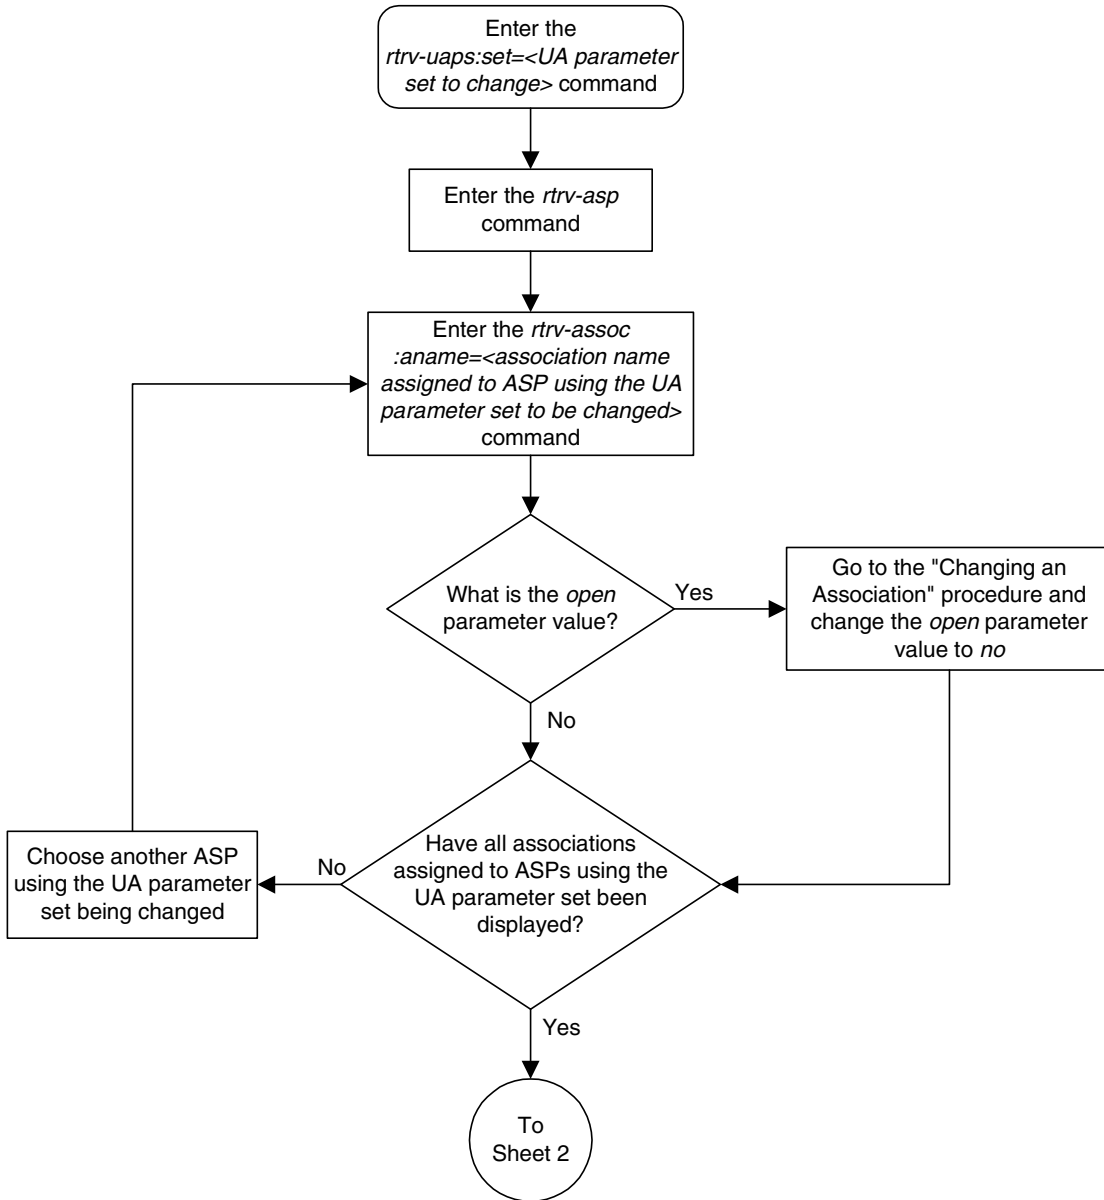 Enter the
rtrv-uaps:set=<UA parameter
set to change> command
Enter the rtrv-asp
command
Enter the rtrv-assoc
:aname=<association name
assigned to ASP using the UA
parameter set to be changed>
command
What is the open
parameter value?
Yes
Go to the "Changing an
Association" procedure and
change the open parameter
value to no
No
Have all associations
assigned to ASPs using the
UA parameter set been
displayed?
No
Choose another ASP
using the UA parameter
set being changed
Yes
To
Sheet 2